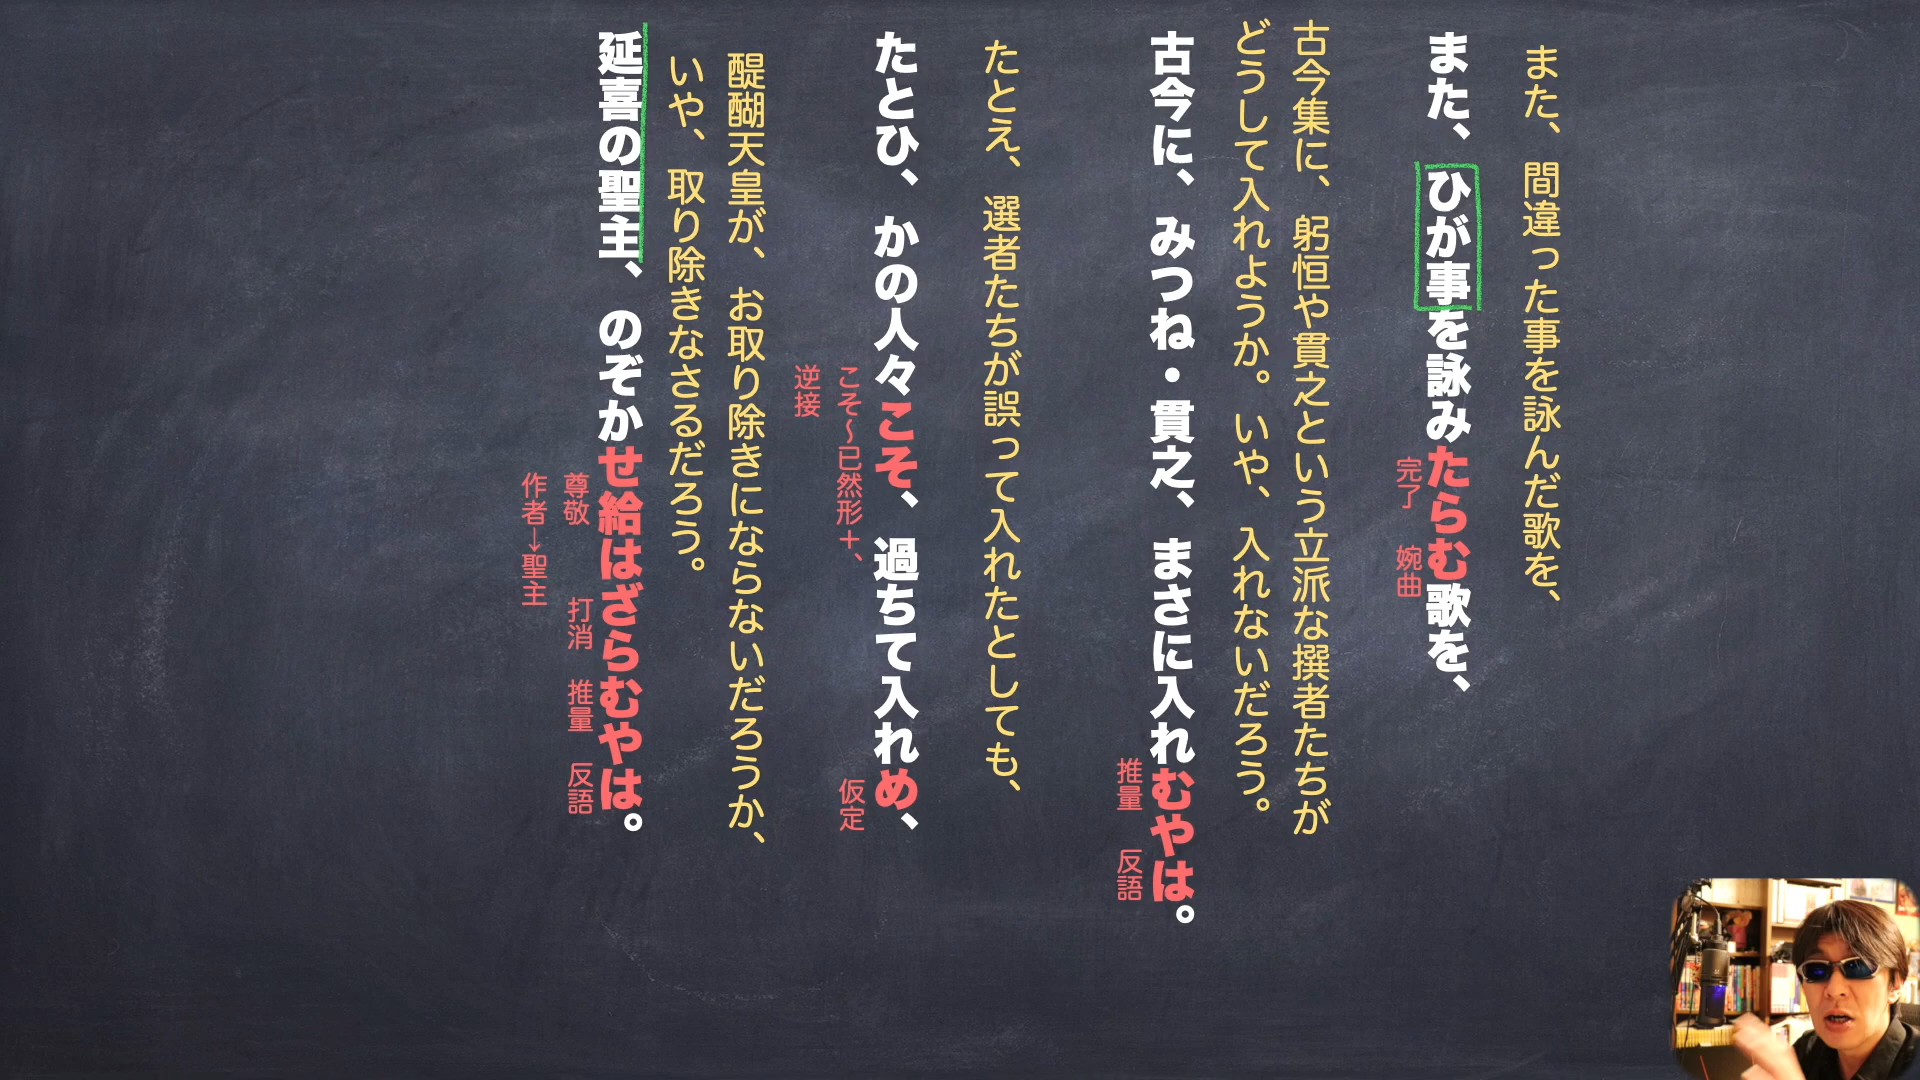 また、間違った事を詠んだ歌を、
また、ひが事を詠みたらむ歌を、
完了　婉曲
古今集に、躬恒や貫之という立派な撰者たちが
どうして入れようか。いや、入れないだろう。
古今に、みつね・貫之、まさに入れむやは。
推量　反語
たとえ、選者たちが誤って入れたとしても、
たとひ、かの人々こそ、過ちて入れめ、
こそ～已然形＋、　仮定
逆接
醍醐天皇が、お取り除きにならないだろうか、
いや、取り除きなさるだろう。
延喜の聖主、のぞかせ給はざらむやは。
尊敬　打消　推量　反語
作者→聖主